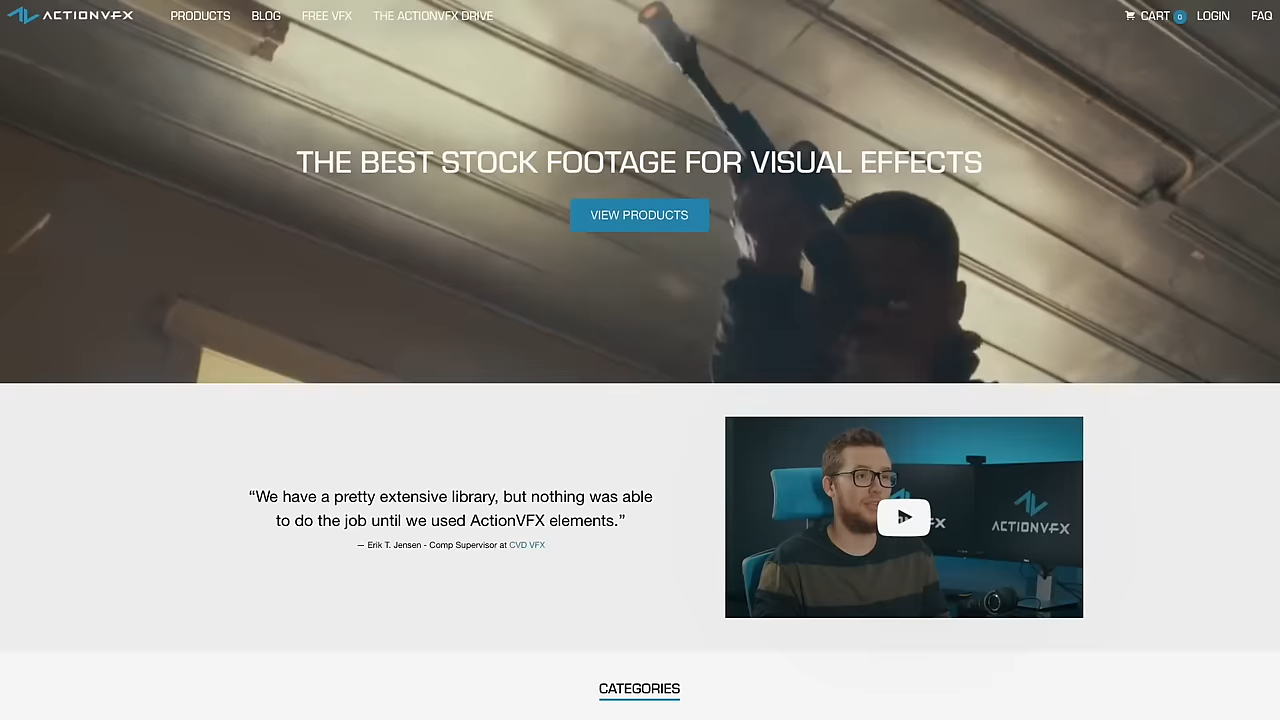 ACTIONVFX
PRODUCTS
BLOG
FREE VFX
THE ACTIONVFX DRIVE
CART 0
LOGIN
FAQ
THE BEST STOCK FOOTAGE FOR VISUAL EFFECTS
VIEW PRODUCTS
“We have a pretty extensive library, but nothing was able
to do the job until we used ActionVFX elements.”
— Erik T. Jensen - Comp Supervisor at CVD VFX
ACTIONVFX
CATEGORIES